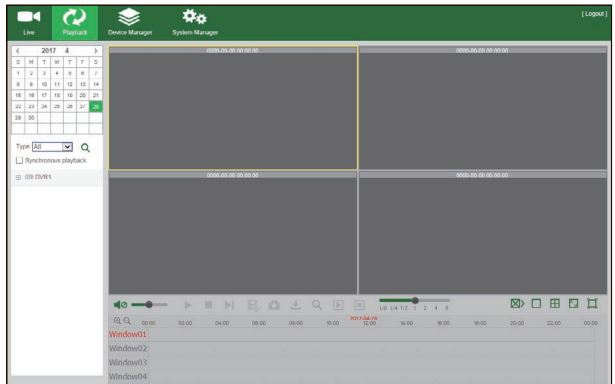 [ Logout ]
Live Playback Device Manager System Manager
2017 4
S M T W T F S
1 2 3 4 5 6 7
8 9 10 11 12 13 14
15 16 17 18 19 20 21
22 23 24 25 26 27 28
29 30
Type All
Synchronous playback
DVR1
0000-00-00 00:00:00 0000-00-00 00:00:00
0000-00-00 00:00:00 0000-00-00 00:00:00
1/8 1/4 1/2 1 2 4 8
2017-04-28
00:00 02:00 04:00 06:00 08:00 10:00 12:00 14:00 16:00 18:00 20:00 22:00 00:00
Window01
Window02
Window03
Window04